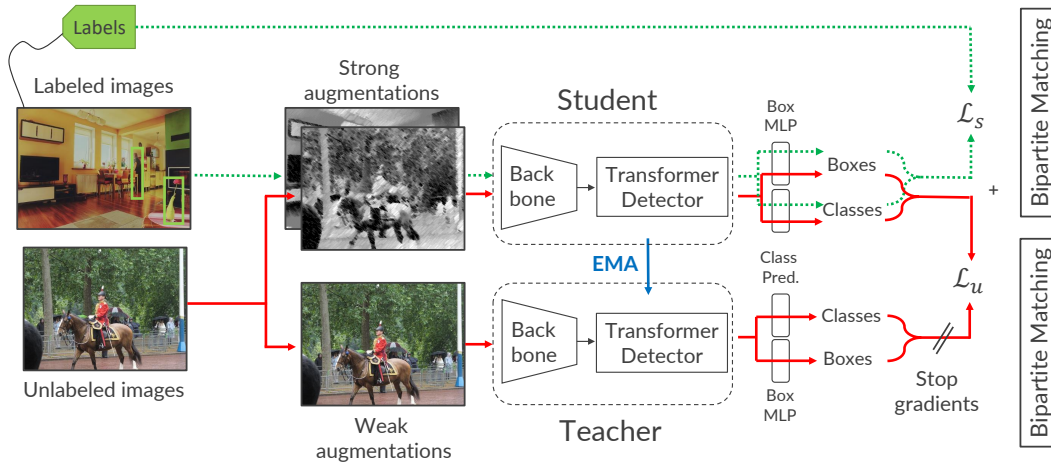 Labels
Labeled images
Strong
augmentations
Student
Box
MLP
Back
bone
Transformer
Detector
Boxes
Classes
ℒs
+
Bipartite Matching
EMA
Class
Pred.
ℒu
Back
bone
Transformer
Detector
Classes
Boxes
Box
MLP
Stop
gradients
Unlabeled images
Weak
augmentations
Teacher
Bipartite Matching